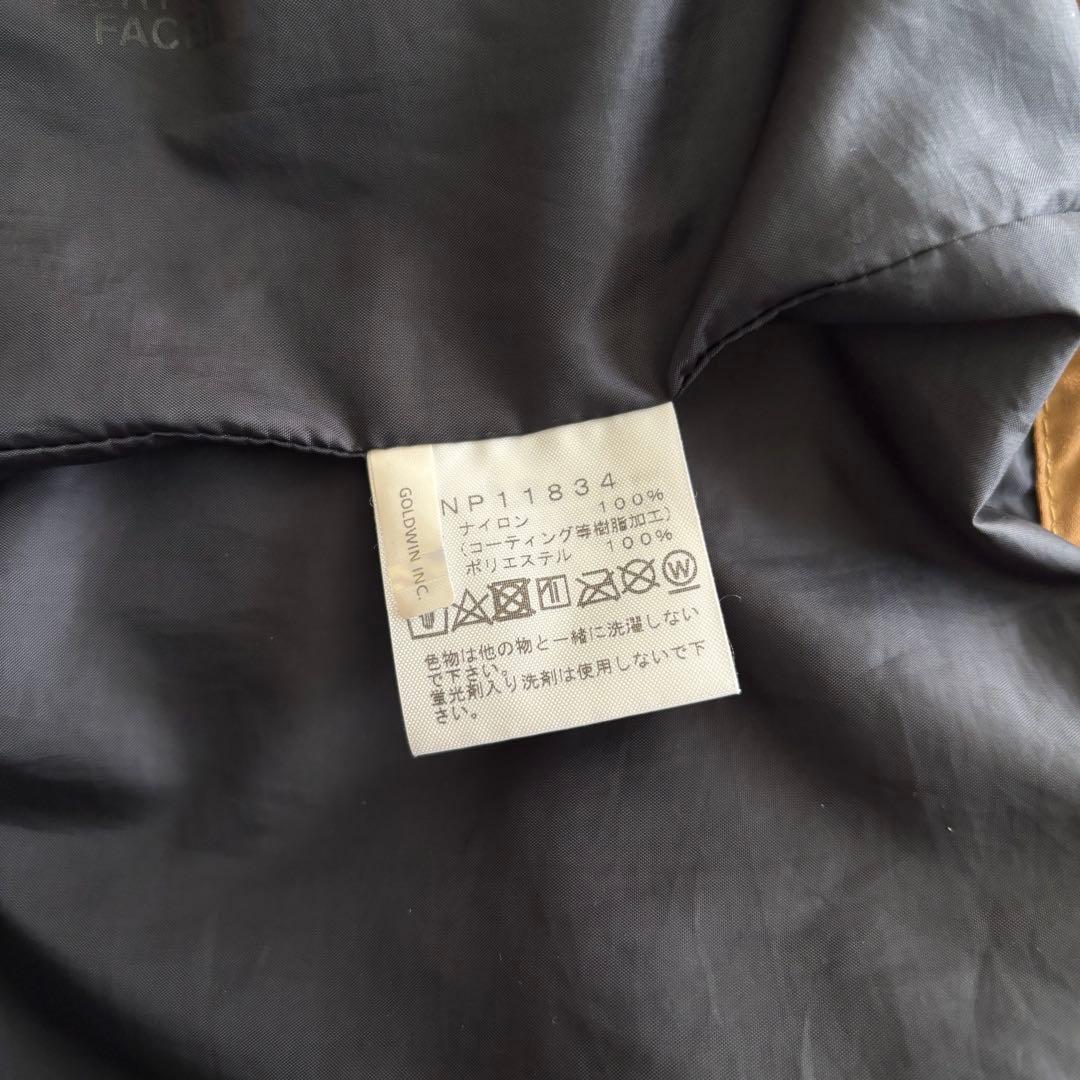 FACE
GOLDWIN INC.
NP11834
ナイロン 100%
(コーティング等樹脂加工)
ポリエステル 100%
W
色物は他の物と一緒に洗濯しない
で下さい。
蛍光剤入り洗剤は使用しないで下
さい。